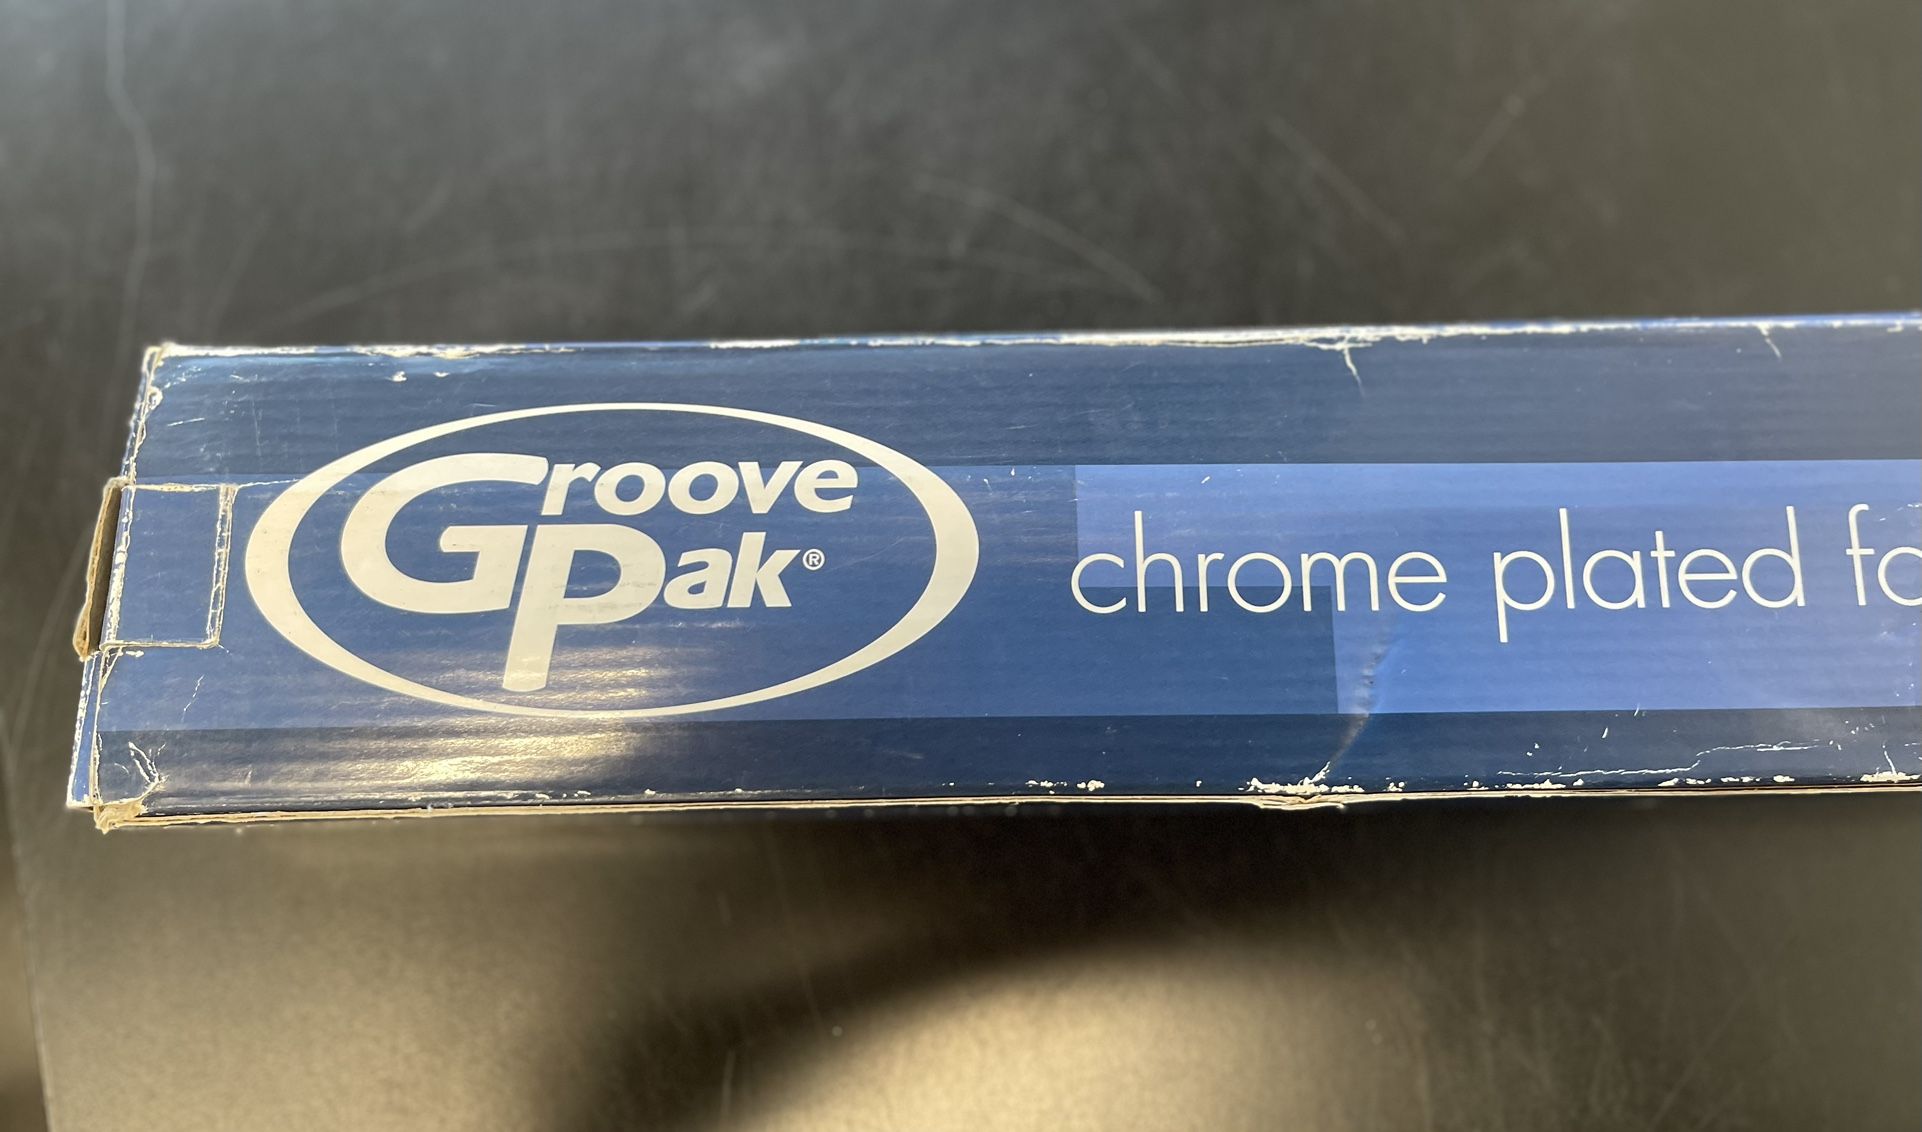 Groove
Pak®
chrome plated